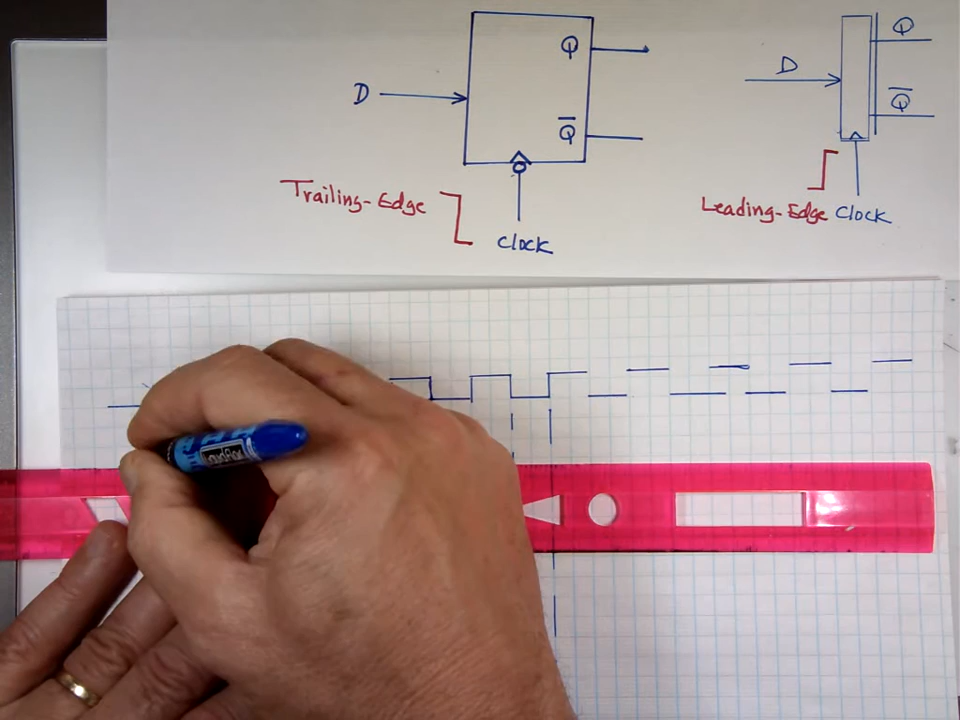 Q
D
Q̅
Trailing-Edge
Clock
Q
D
Q̅
Leading-Edge Clock